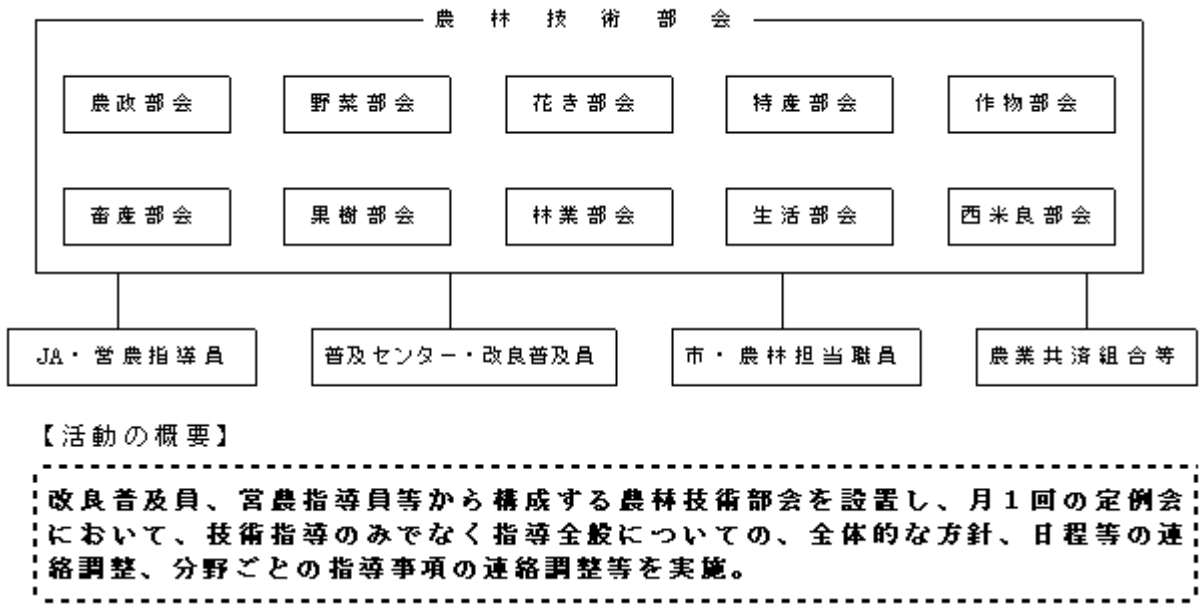 農林技術部会
農政部会
野菜部会
花き部会
特産部会
作物部会
畜産部会
果樹部会
林業部会
生活部会
西米良部会
JA・営農指導員
普及センター・改良普及員
市・農林担当職員
農業共済組合等
【活動の概要】
改良普及員、営農指導員等から構成する農林技術部会を設置し、月１回の定例会
において、技術指導のみでなく指導全般についての、全体的な方針、日程等の連
絡調整、分野ごとの指導事項の連絡調整等を実施。